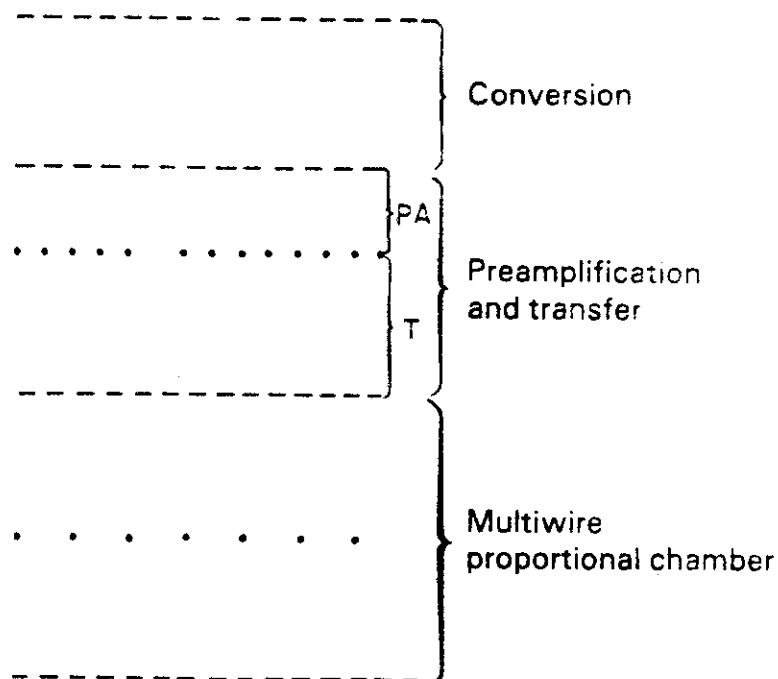 Conversion
PA
Preamplification
and transfer
T
Multiwire
proportional chamber